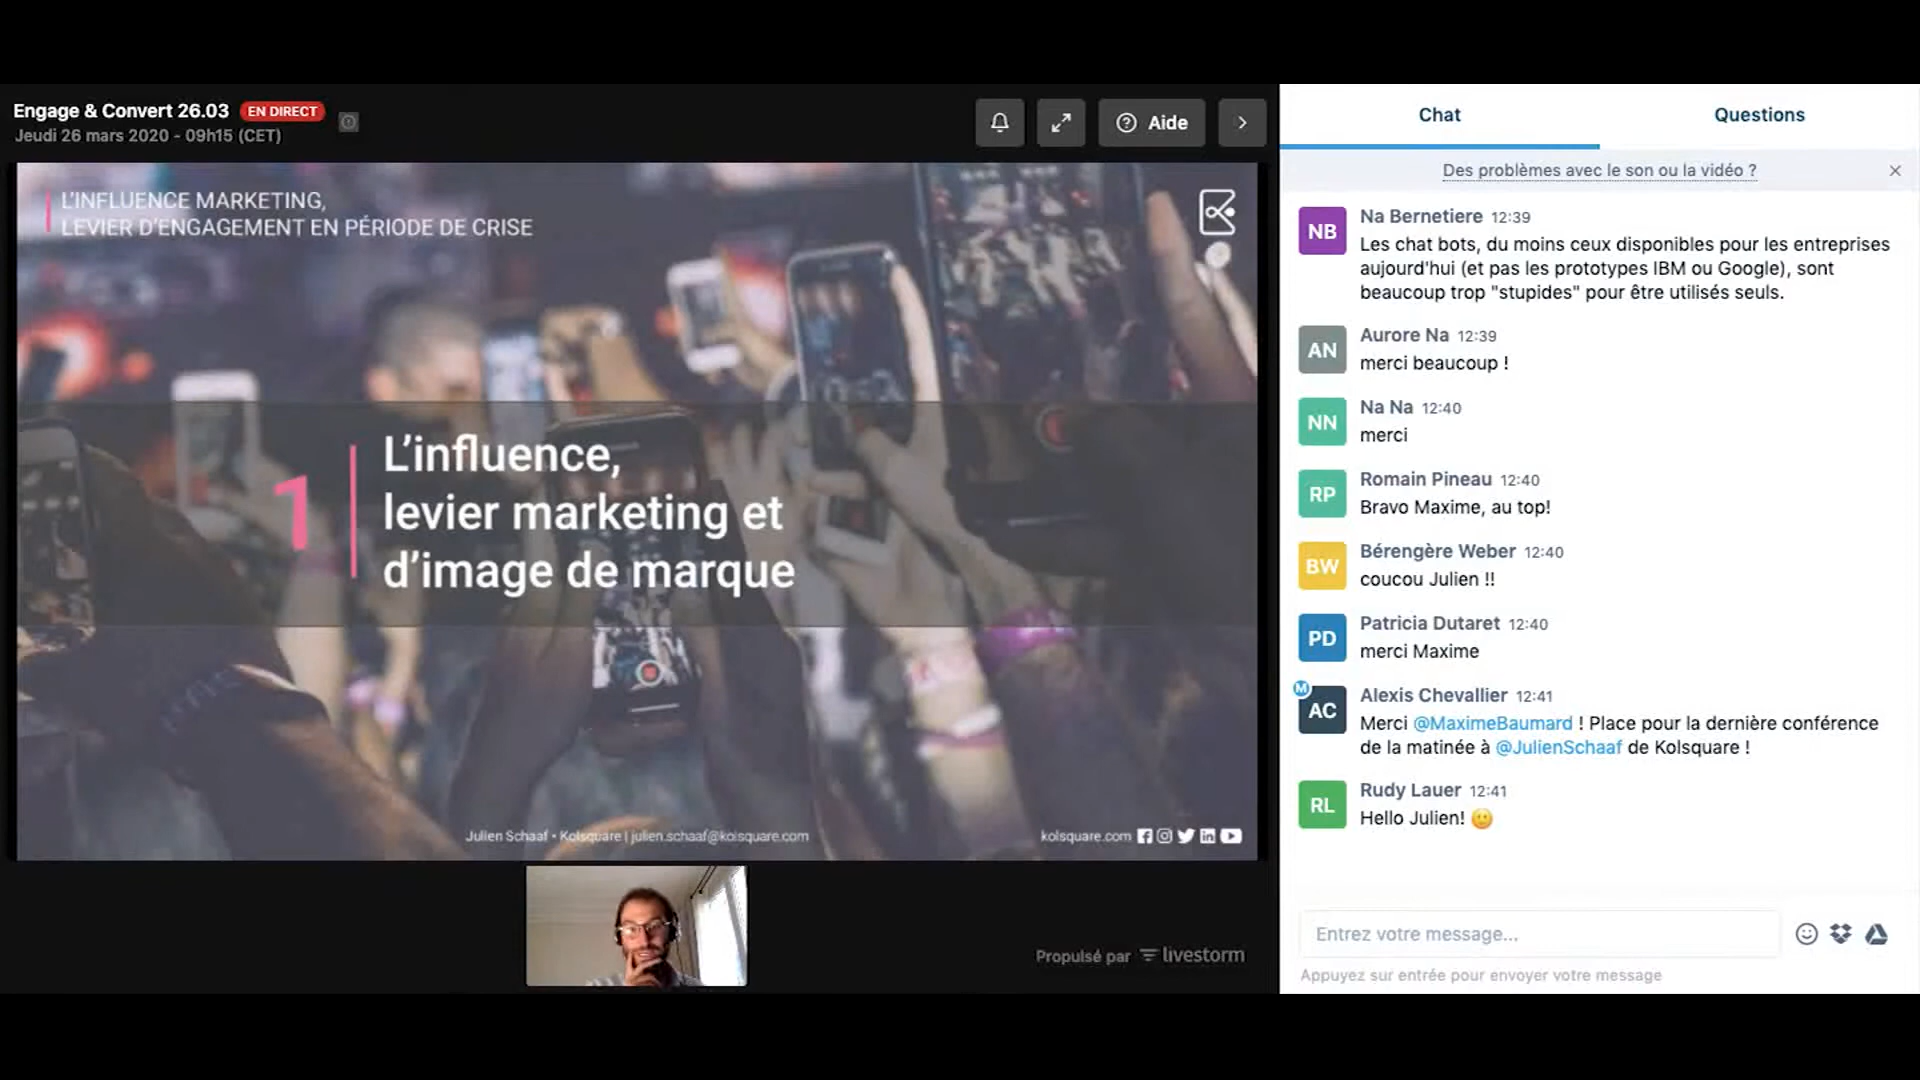 Engage & Convert 26.03 EN DIRECT
Jeudi 26 mars 2020 - 09h15 (CET)
Aide
L'INFLUENCE MARKETING,
LEVIER D'ENGAGEMENT EN PÉRIODE DE CRISE
1
L'influence,
levier marketing et
d'image de marque
Julien Schaaf • Kolsquare | julien.schaaf@kolsquare.com
kolsquare.com
Propulsé par livestorm
Chat
Questions
Des problèmes avec le son ou la vidéo ?
NB
Na Bernetiere 12:39
Les chat bots, du moins ceux disponibles pour les entreprises
aujourd'hui (et pas les prototypes IBM ou Google), sont
beaucoup trop "stupides" pour être utilisés seuls.
AN
Aurore Na 12:39
merci beaucoup !
NN
Na Na 12:40
merci
RP
Romain Pineau 12:40
Bravo Maxime, au top!
BW
Bérengère Weber 12:40
coucou Julien !!
PD
Patricia Dutaret 12:40
merci Maxime
M
AC
Alexis Chevallier 12:41
Merci @MaximeBaumard ! Place pour la dernière conférence
de la matinée à @JulienSchaaf de Kolsquare !
RL
Rudy Lauer 12:41
Hello Julien! 🙂
Entrez votre message...
Appuyez sur entrée pour envoyer votre message